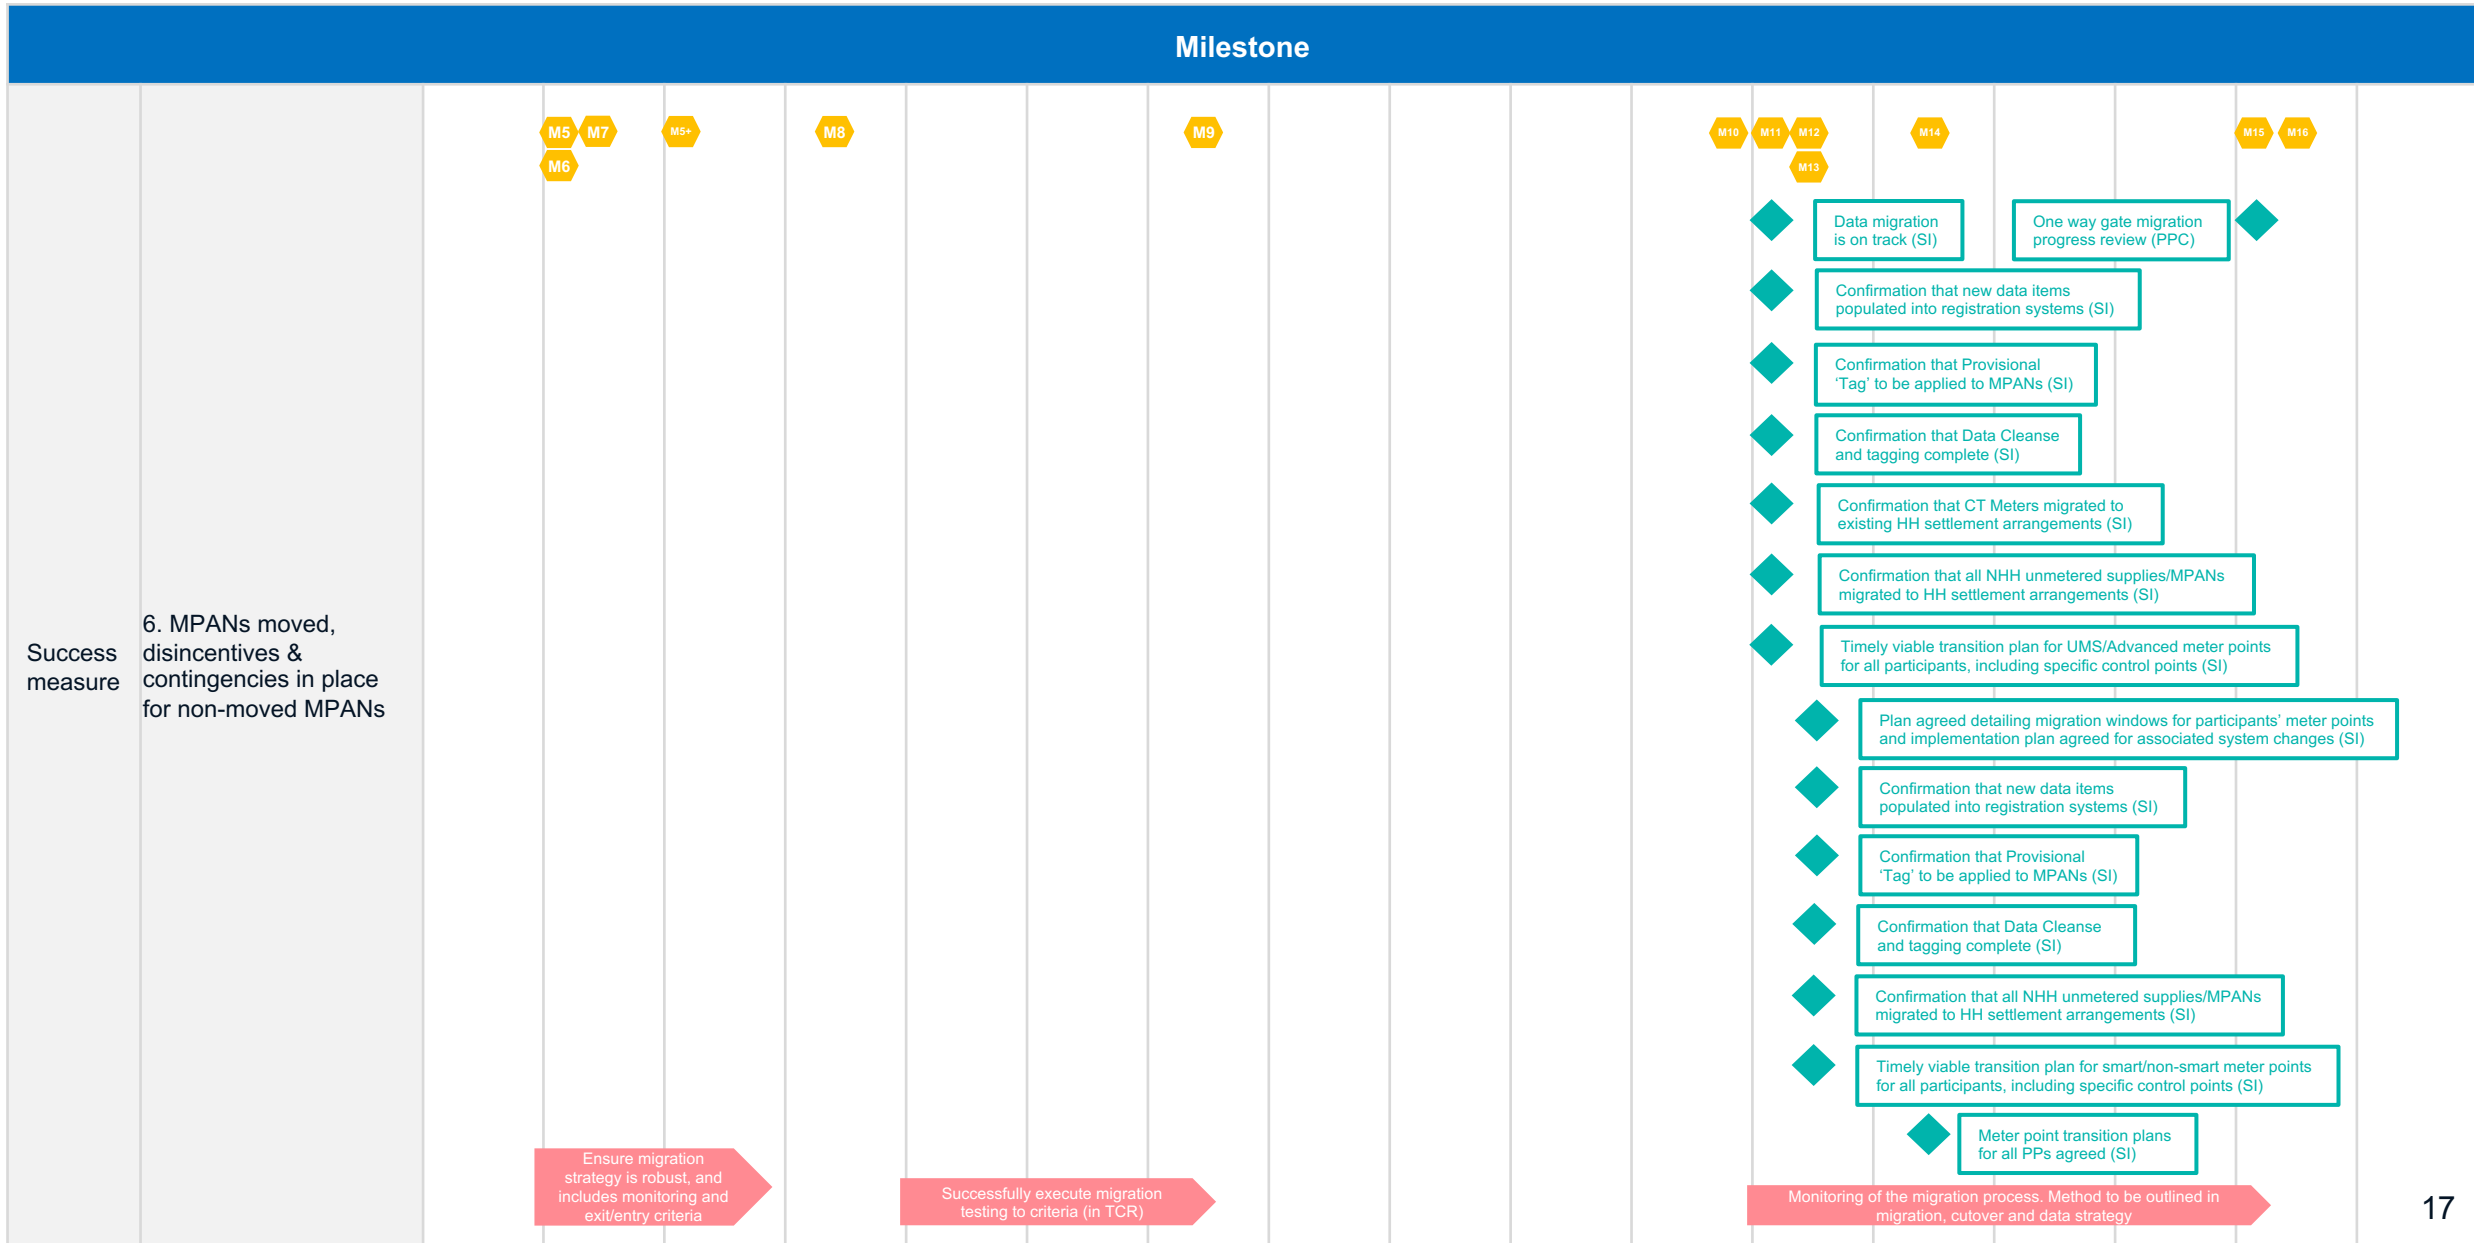 Milestone
M5
M7
M5+
M8
M9
M10
M11
M12
M14
M15
M16
M6
M13
Data migration
is on track (SI)
One way gate migration
progress review (PPC)
Confirmation that new data items
populated into registration systems (SI)
Confirmation that Provisional
‘Tag’ to be applied to MPANs (SI)
Confirmation that Data Cleanse
and tagging complete (SI)
Confirmation that CT Meters migrated to
existing HH settlement arrangements (SI)
Confirmation that all NHH unmetered supplies/MPANs
migrated to HH settlement arrangements (SI)
Success
measure
6. MPANs moved,
disincentives &
contingencies in place
for non-moved MPANs
Timely viable transition plan for UMS/Advanced meter points
for all participants, including specific control points (SI)
Plan agreed detailing migration windows for participants’ meter points
and implementation plan agreed for associated system changes (SI)
Confirmation that new data items
populated into registration systems (SI)
Confirmation that Provisional
‘Tag’ to be applied to MPANs (SI)
Confirmation that Data Cleanse
and tagging complete (SI)
Confirmation that all NHH unmetered supplies/MPANs
migrated to HH settlement arrangements (SI)
Timely viable transition plan for smart/non-smart meter points
for all participants, including specific control points (SI)
Meter point transition plans
for all PPs agreed (SI)
Ensure migration
strategy is robust, and
includes monitoring and
exit/entry criteria
Successfully execute migration
testing to criteria (in TCR)
Monitoring of the migration process. Method to be outlined in
migration, cutover and data strategy
17